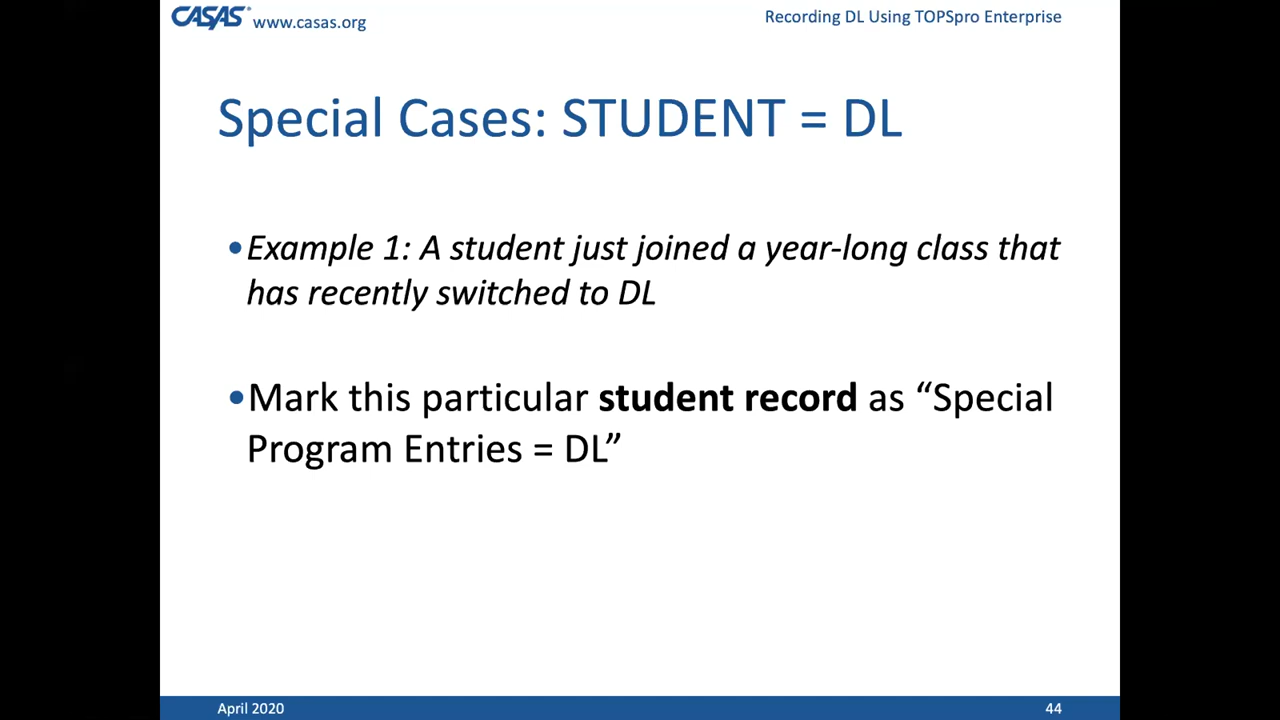 CASAS® www.casas.org
Recording DL Using TOPSpro Enterprise
Special Cases: STUDENT = DL
•Example 1: A student just joined a year-long class that
has recently switched to DL
•Mark this particular student record as “Special
Program Entries = DL”
April 2020
44